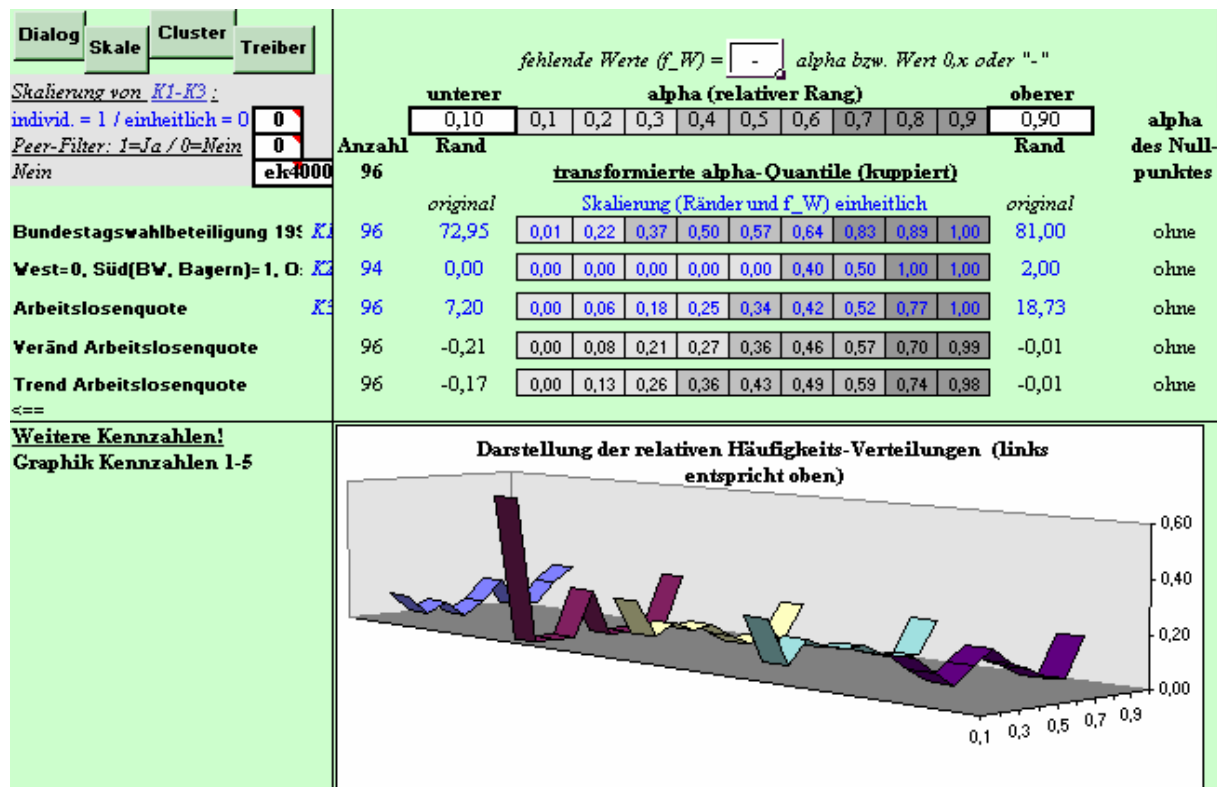 Dialog Skale Cluster Treiber
fehlende Werte (f_W) = - alpha bzw. Wert 0,x oder "-"
Skalierung von K1-K3 :
unterer alpha (relativer Rang) oberer
individ. = 1 / einheitlich = 0 0
0,10 0,1 0,2 0,3 0,4 0,5 0,6 0,7 0,8 0,9 0,90 alpha
Peer-Filter: 1=Ja / 0=Nein 0 Anzahl Rand Rand des Null-
Nein ek4000 96 transformierte alpha-Quantile (kuppiert) punktes
original Skalierung (Ränder und f_W) einheitlich original
Bundestagswahlbeteiligung 199 K1 96 72,95 0,01 0,22 0,37 0,50 0,57 0,64 0,83 0,89 1,00 81,00 ohne
West=0, Süd(BW, Bayern)=1, O: K2 94 0,00 0,00 0,00 0,00 0,00 0,00 0,40 0,50 1,00 1,00 2,00 ohne
Arbeitslosenquote K3 96 7,20 0,00 0,06 0,18 0,25 0,34 0,42 0,52 0,77 1,00 18,73 ohne
Veränd Arbeitslosenquote 96 -0,21 0,00 0,08 0,21 0,27 0,36 0,46 0,57 0,70 0,99 -0,01 ohne
Trend Arbeitslosenquote 96 -0,17 0,00 0,13 0,26 0,36 0,43 0,49 0,59 0,74 0,98 -0,01 ohne
<==
Weitere Kennzahlen!
Graphik Kennzahlen 1-5
Darstellung der relativen Häufigkeits-Verteilungen (links
entspricht oben)
0,60
0,40
0,20
0,00
0,1 0,3 0,5 0,7 0,9